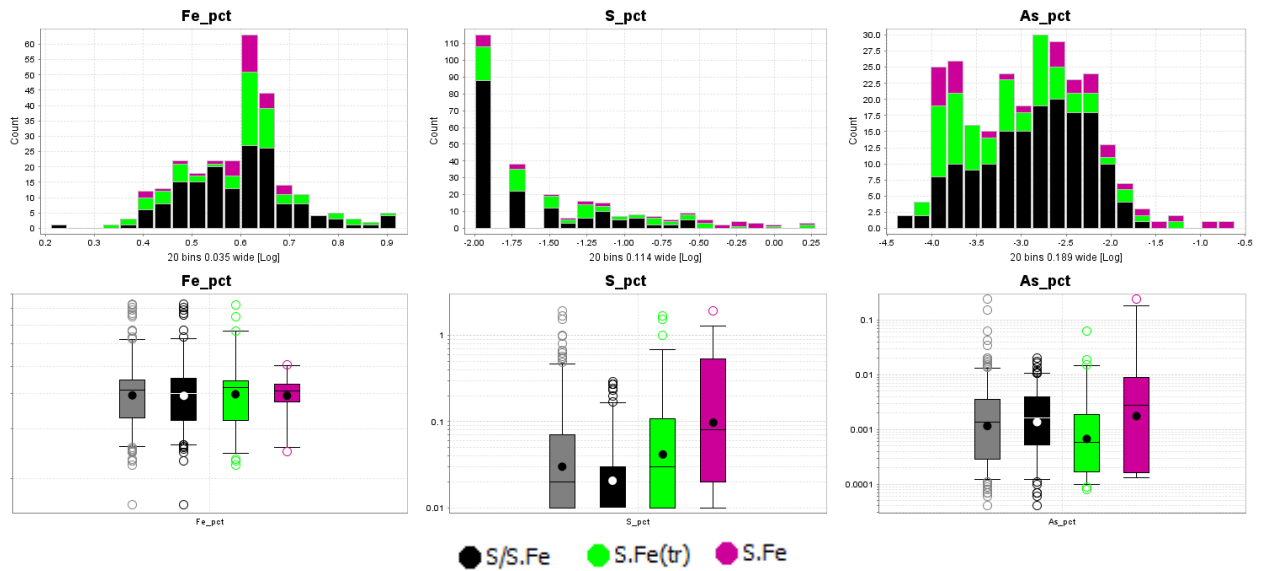 Fe_pct
S_pct
As_pct
Count
60
55
50
45
40
35
30
25
20
15
10
5
0
0.2 0.3 0.4 0.5 0.6 0.7 0.8 0.9
20 bins 0.035 wide [Log]
Count
110
100
90
80
70
60
50
40
30
20
10
0
-2.00 -1.75 -1.50 -1.25 -1.00 -0.75 -0.50 -0.25 0.00 0.25
20 bins 0.114 wide [Log]
Count
30.0
27.5
25.0
22.5
20.0
17.5
15.0
12.5
10.0
7.5
5.0
2.5
0.0
-4.5 -4.0 -3.5 -3.0 -2.5 -2.0 -1.5 -1.0 -0.5
20 bins 0.189 wide [Log]
Fe_pct
S_pct
As_pct
Fe_pct
1
0.1
0.01
S_pct
0.1
0.01
0.001
0.0001
As_pct
S/S.Fe S.Fe(tr) S.Fe